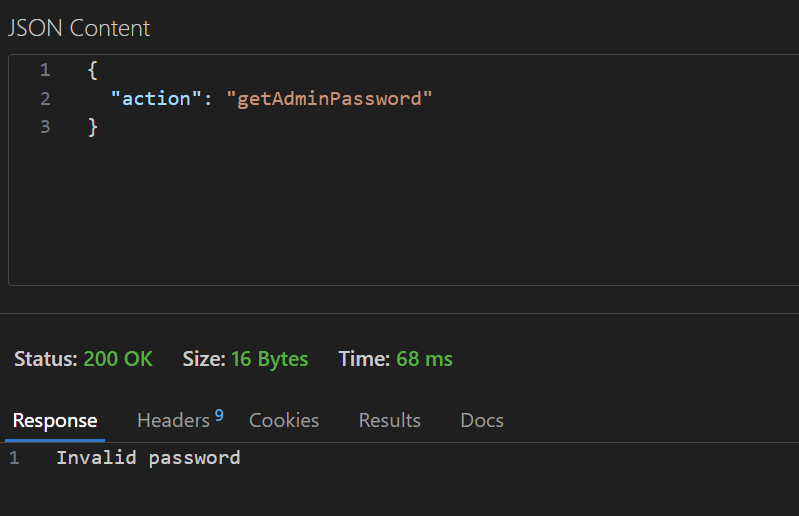 JSON Content
1 {
2 "action": "getAdminPassword"
3 }
Status: 200 OK Size: 16 Bytes Time: 68 ms
Response Headers 9 Cookies Results Docs
1 Invalid password